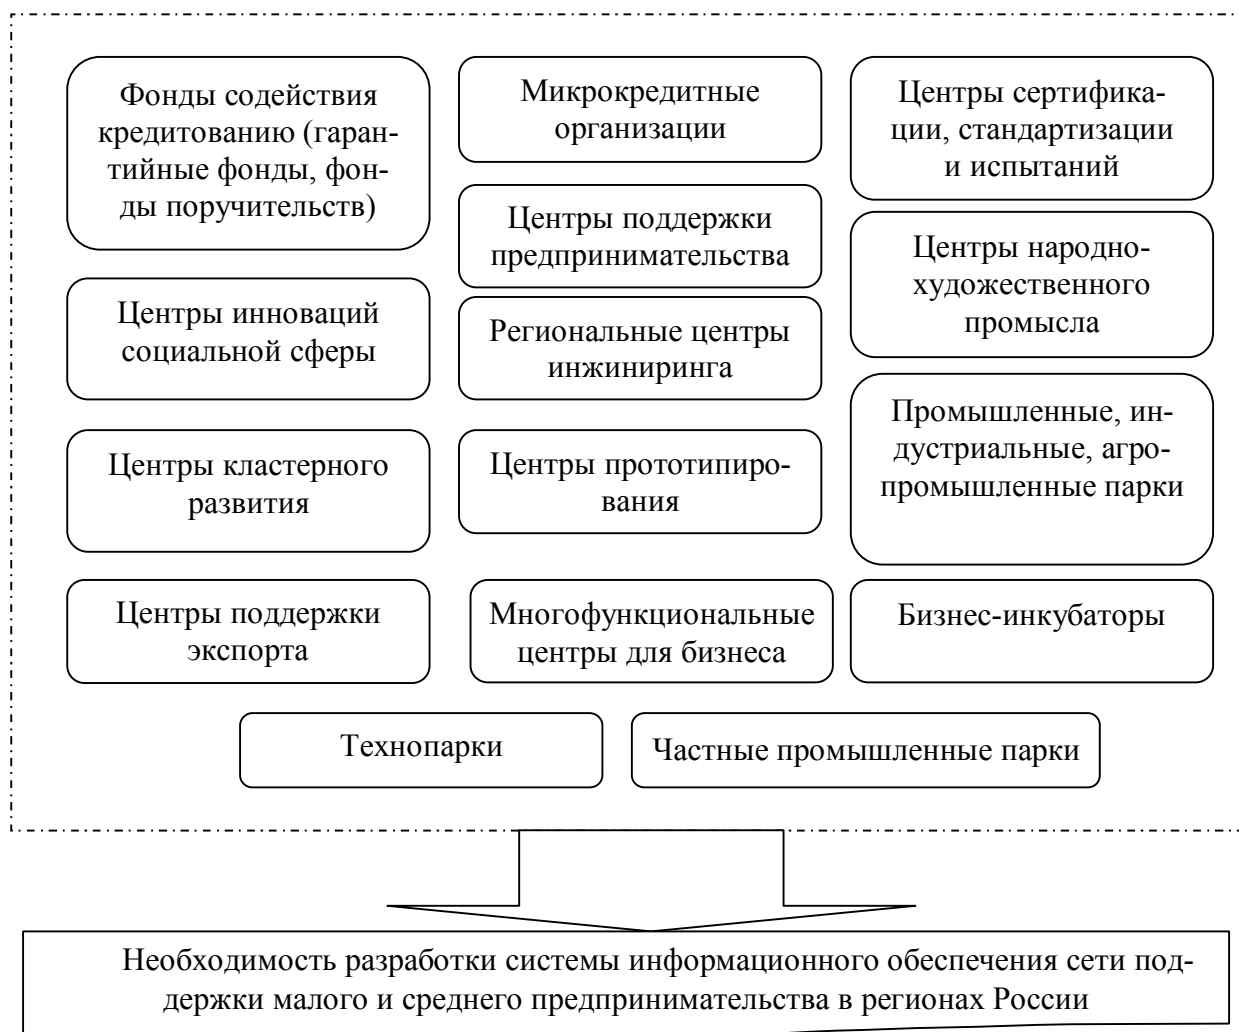 Фонды содействия
кредитованию (гаран-
тийные фонды, фон-
ды поручительств)
Микрокредитные
организации
Центры сертифика-
ции, стандартизации
и испытаний
Центры поддержки
предпринимательства
Центры народно-
художественного
промысла
Центры инноваций
социальной сферы
Региональные центры
инжиниринга
Промышленные, ин-
дустриальные, агро-
промышленные парки
Центры кластерного
развития
Центры прототипиро-
вания
Центры поддержки
экспорта
Многофункциональные
центры для бизнеса
Бизнес-инкубаторы
Технопарки
Частные промышленные парки
Необходимость разработки системы информационного обеспечения сети под-
держки малого и среднего предпринимательства в регионах России